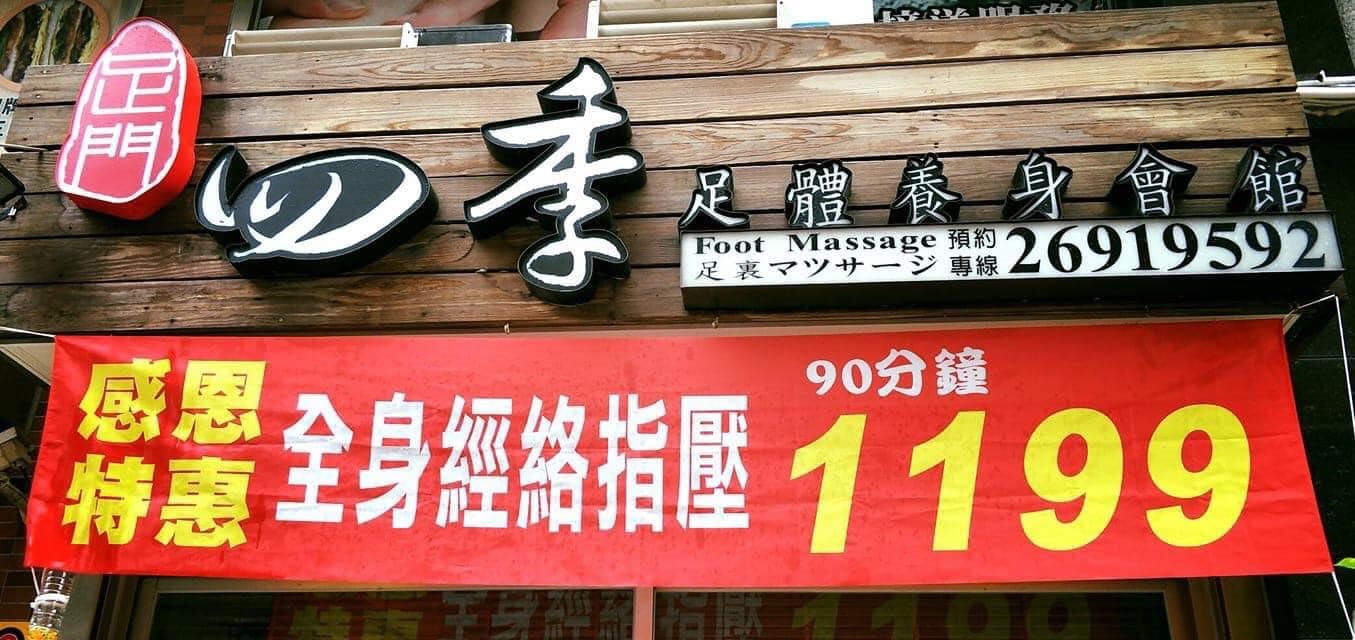 正門
四季
足體養身會館
Foot Massage
足裏マツサージ
預約
專線
26919592
感恩
特惠
全身經絡指壓
90分鐘
1199